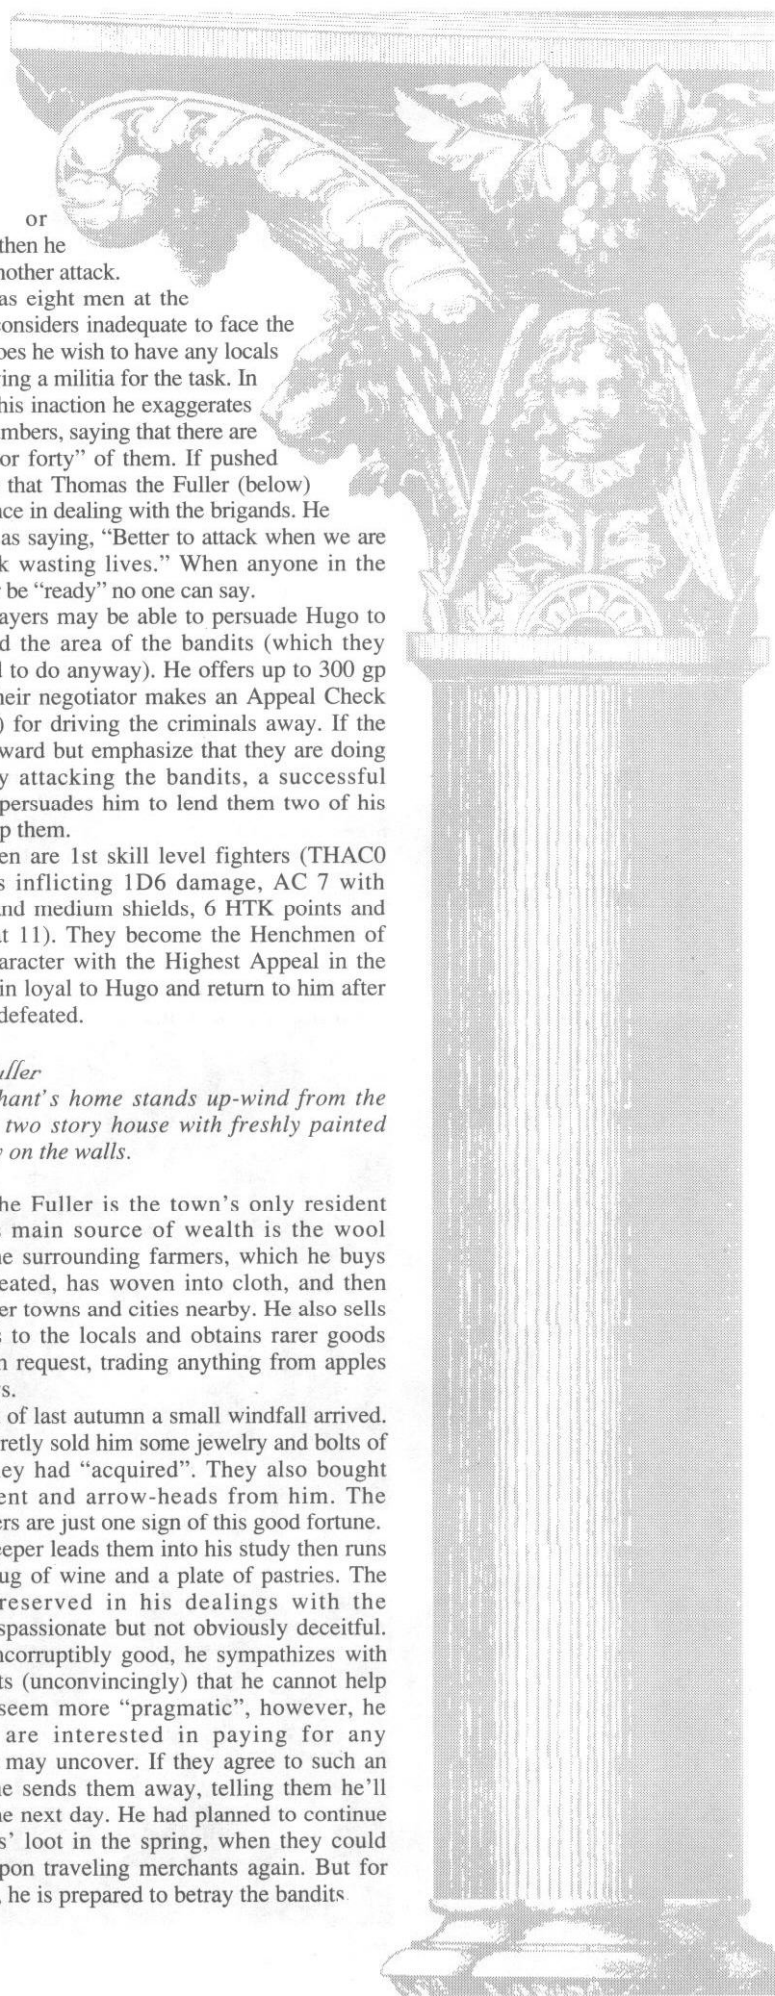 or
then he
nother attack.
as eight men at the
considers inadequate to face the
oes he wish to have any locals
ving a militia for the task. In
his inaction he exaggerates
mbers, saying that there are
or forty” of them. If pushed
that Thomas the Fuller (below)
nce in dealing with the brigands. He
as saying, “Better to attack when we are
k wasting lives.” When anyone in the
r be “ready” no one can say.
ayers may be able to persuade Hugo to
d the area of the bandits (which they
l to do anyway). He offers up to 300 gp
heir negotiator makes an Appeal Check
) for driving the criminals away. If the
ward but emphasize that they are doing
y attacking the bandits, a successful
persuades him to lend them two of his
p them.
en are 1st skill level fighters (THAC0
s inflicting 1D6 damage, AC 7 with
and medium shields, 6 HTK points and
at 11). They become the Henchmen of
aracter with the Highest Appeal in the
in loyal to Hugo and return to him after
defeated.
uller
hant's home stands up-wind from the
two story house with freshly painted
y on the walls.
he Fuller is the town's only resident
s main source of wealth is the wool
he surrounding farmers, which he buys
eated, has woven into cloth, and then
er towns and cities nearby. He also sells
s to the locals and obtains rarer goods
n request, trading anything from apples
s.
of last autumn a small windfall arrived.
retly sold him some jewelry and bolts of
ey had “acquired”. They also bought
ent and arrow-heads from him. The
ers are just one sign of this good fortune.
eeper leads them into his study then runs
ug of wine and a plate of pastries. The
reserved in his dealings with the
spassionate but not obviously deceitful.
ncorruptibly good, he sympathizes with
ts (unconvincingly) that he cannot help
seem more “pragmatic”, however, he
are interested in paying for any
may uncover. If they agree to such an
he sends them away, telling them he'll
he next day. He had planned to continue
s' loot in the spring, when they could
pon traveling merchants again. But for
, he is prepared to betray the bandits